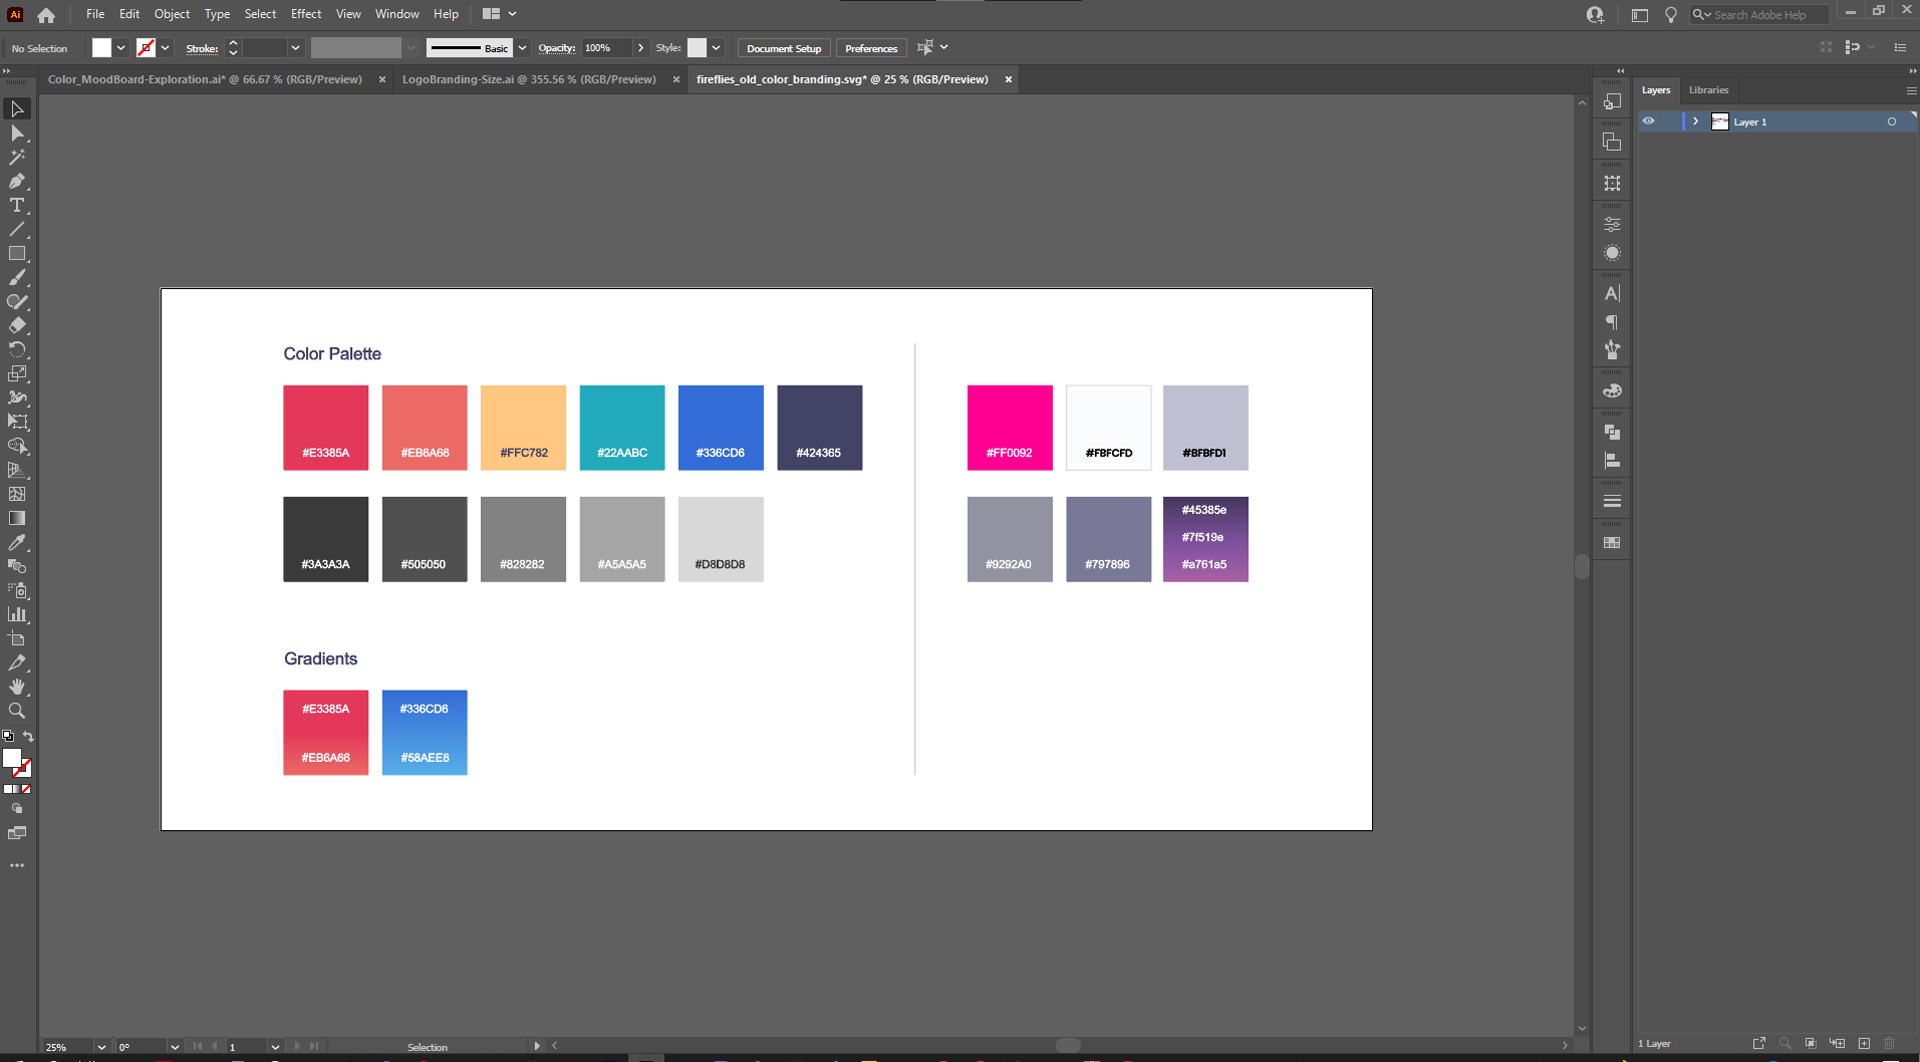 Ai File Edit Object Type Select Effect View Window Help Search Adobe Help
No Selection Stroke: Basic Opacity: 100% Style: Document Setup Preferences
Color_MoodBoard-Exploration.ai* @ 66.67 % (RGB/Preview) × LogoBranding-Size.ai @ 355.56 % (RGB/Preview) × fireflies_old_color_branding.svg* @ 25 % (RGB/Preview) ×
Layers Libraries
Layer 1
Color Palette
#E3385A #EB6A66 #FFC782 #22AABC #336CD6 #424365
#3A3A3A #505050 #828282 #A5A5A5 #D8D8D8
Gradients
#E3385A #336CD6
#EB6A66 #58AEE8
#FF0092 #FBFCFD #BFBFD1
#9292A0 #797896
#45385e
#7f519e
#a761a5
25% 0° 1 Selection
1 Layer